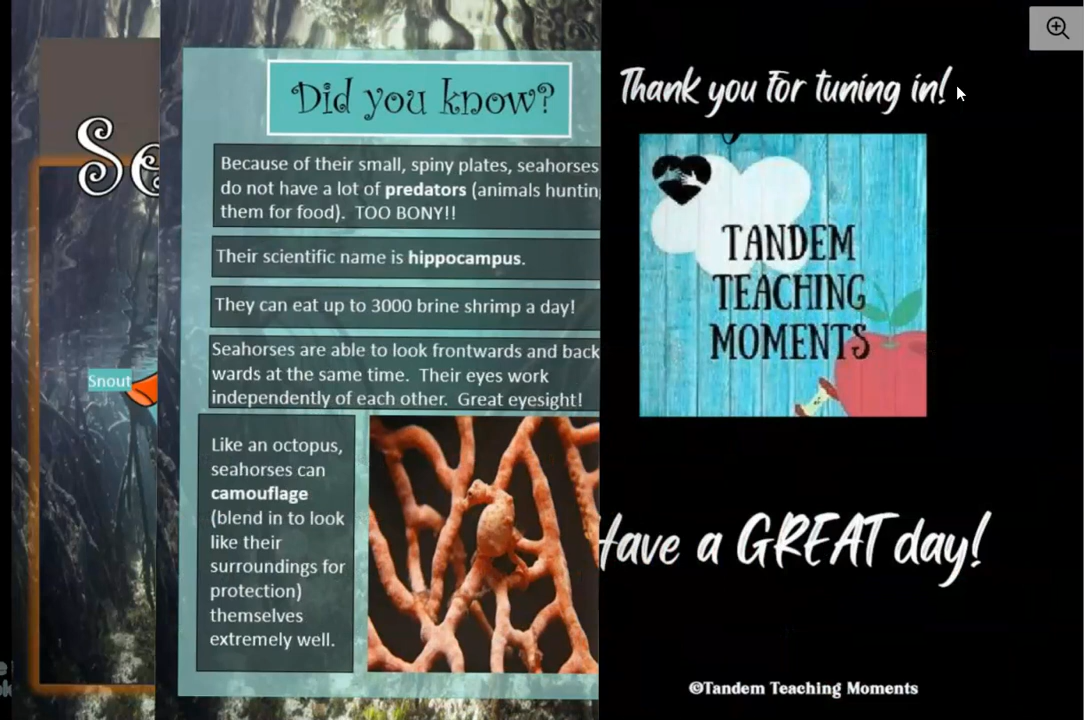 Se
Snout
Did you know?
Because of their small, spiny plates, seahorses
do not have a lot of predators (animals huntin
them for food).  TOO BONY!!
Their scientific name is hippocampus.
They can eat up to 3000 brine shrimp a day!
Seahorses are able to look frontwards and back
wards at the same time.  Their eyes work
independently of each other.  Great eyesight!
Like an octopus,
seahorses can
camouflage
(blend in to look
like their
surroundings for
protection)
themselves
extremely well.
Thank you for tuning in!
TANDEM
TEACHING
MOMENTS
Have a GREAT day!
©Tandem Teaching Moments